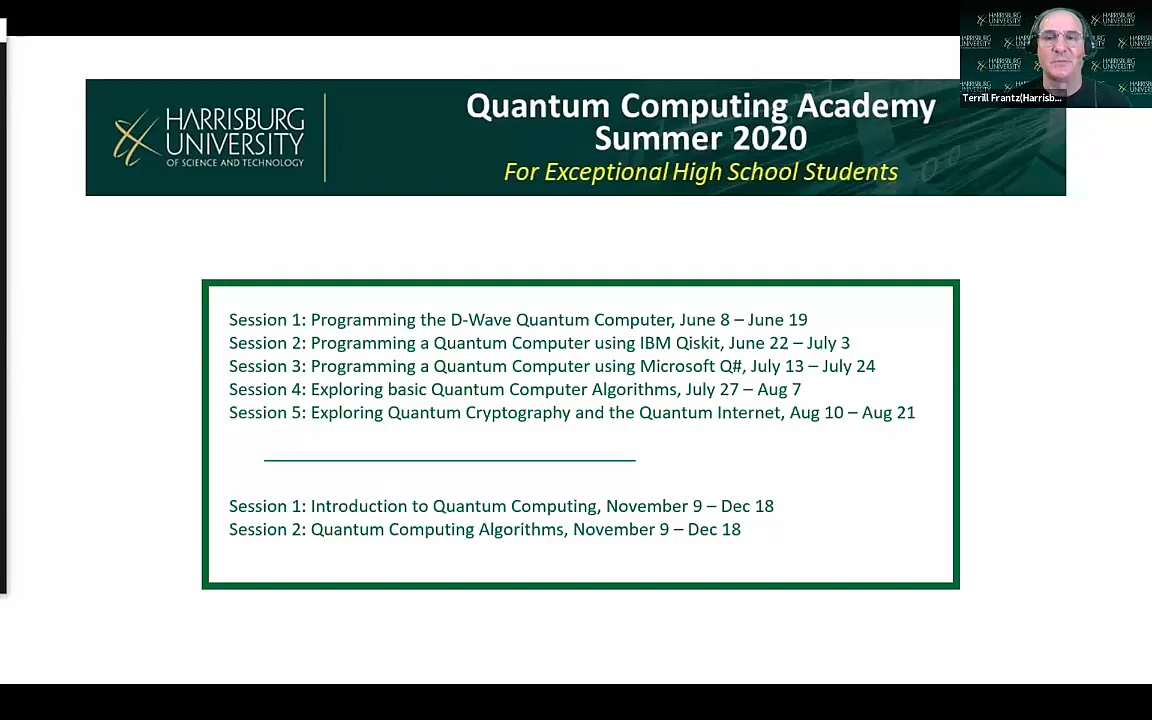 HARRISBURG
UNIVERSITY
OF SCIENCE AND TECHNOLOGY
Quantum Computing Academy
Summer 2020
For Exceptional High School Students
Terrill Frantz(Harrisb...
Session 1: Programming the D-Wave Quantum Computer, June 8 – June 19
Session 2: Programming a Quantum Computer using IBM Qiskit, June 22 – July 3
Session 3: Programming a Quantum Computer using Microsoft Q#, July 13 – July 24
Session 4: Exploring basic Quantum Computer Algorithms, July 27 – Aug 7
Session 5: Exploring Quantum Cryptography and the Quantum Internet, Aug 10 – Aug 21
Session 1: Introduction to Quantum Computing, November 9 – Dec 18
Session 2: Quantum Computing Algorithms, November 9 – Dec 18